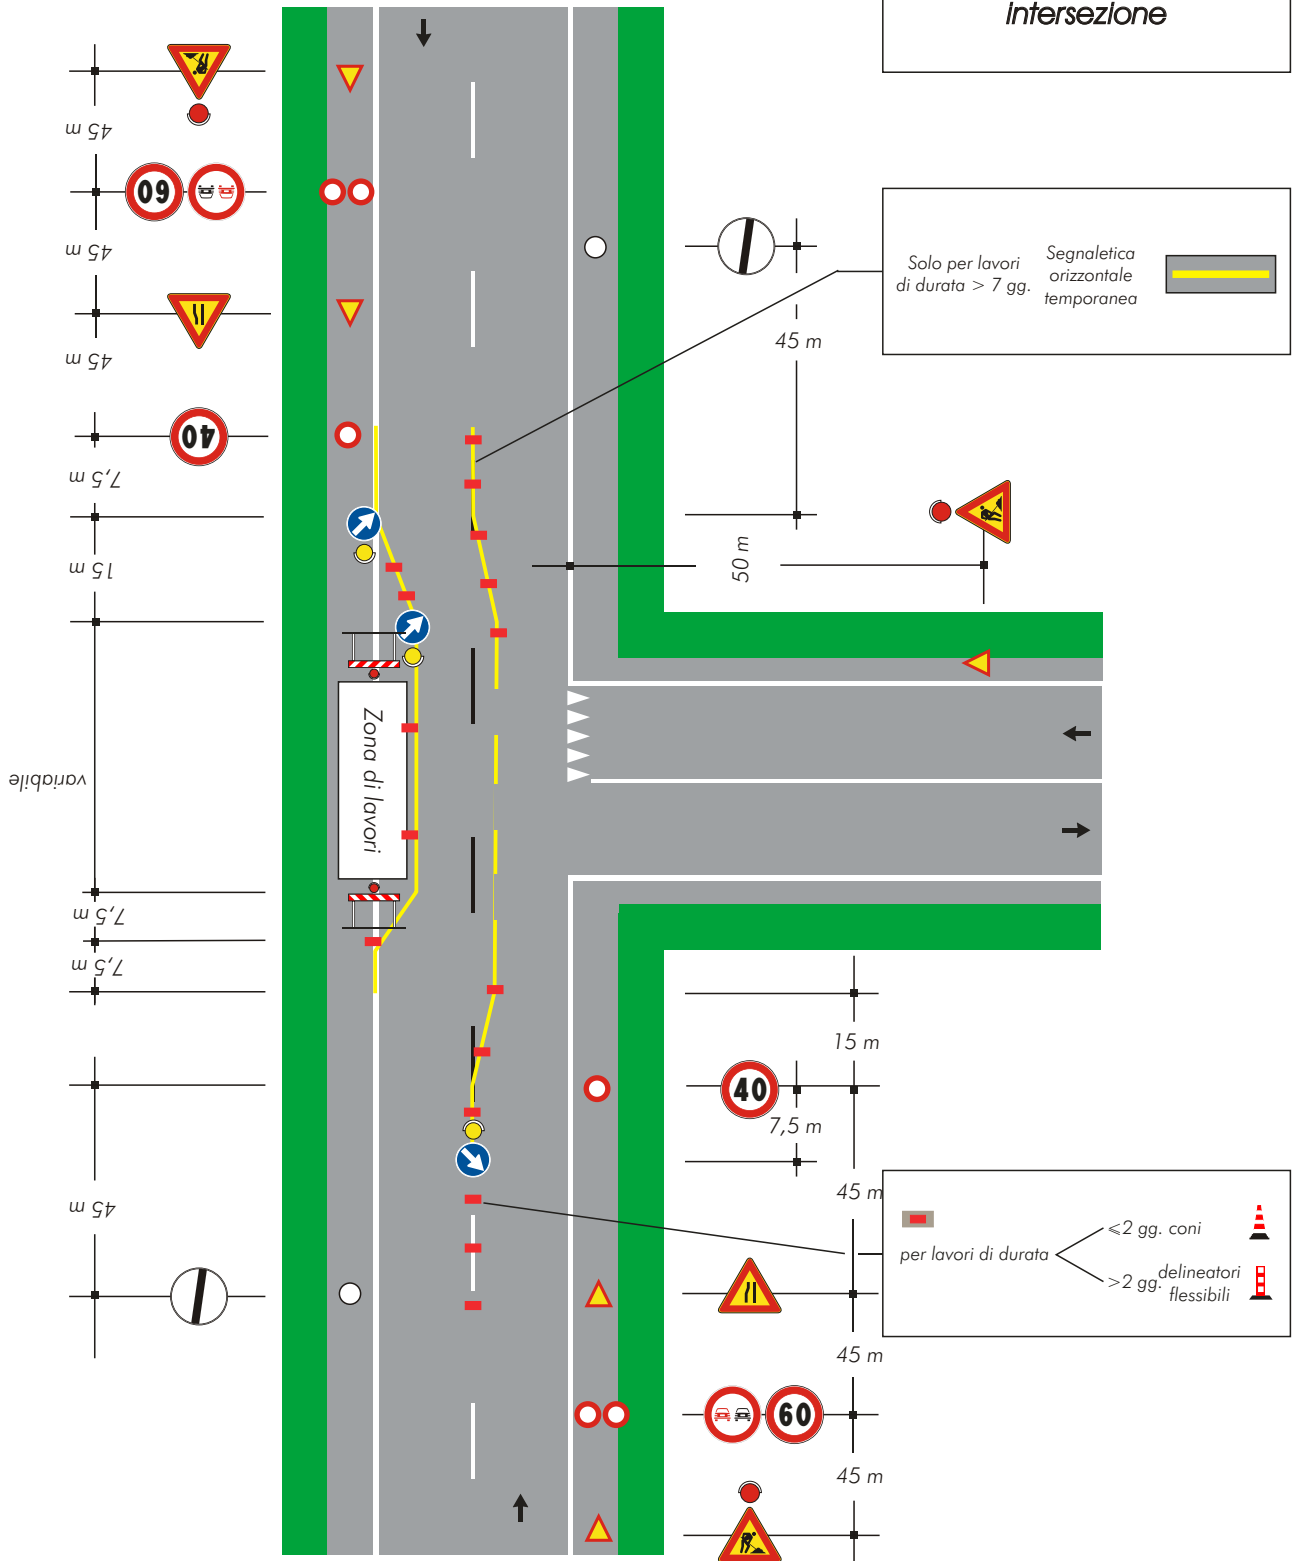 intersezione
45 m
60
45 m
45 m
40
7,5 m
15 m
variabile
7,5 m
7,5 m
45 m
Zona di lavori
45 m
50 m
Solo per lavori
di durata > 7 gg.
Segnaletica
orizzontale
temporanea
15 m
40
7,5 m
45 m
45 m
60
45 m
per lavori di durata
⩽2 gg. coni
>2 gg. delineatori
flessibili